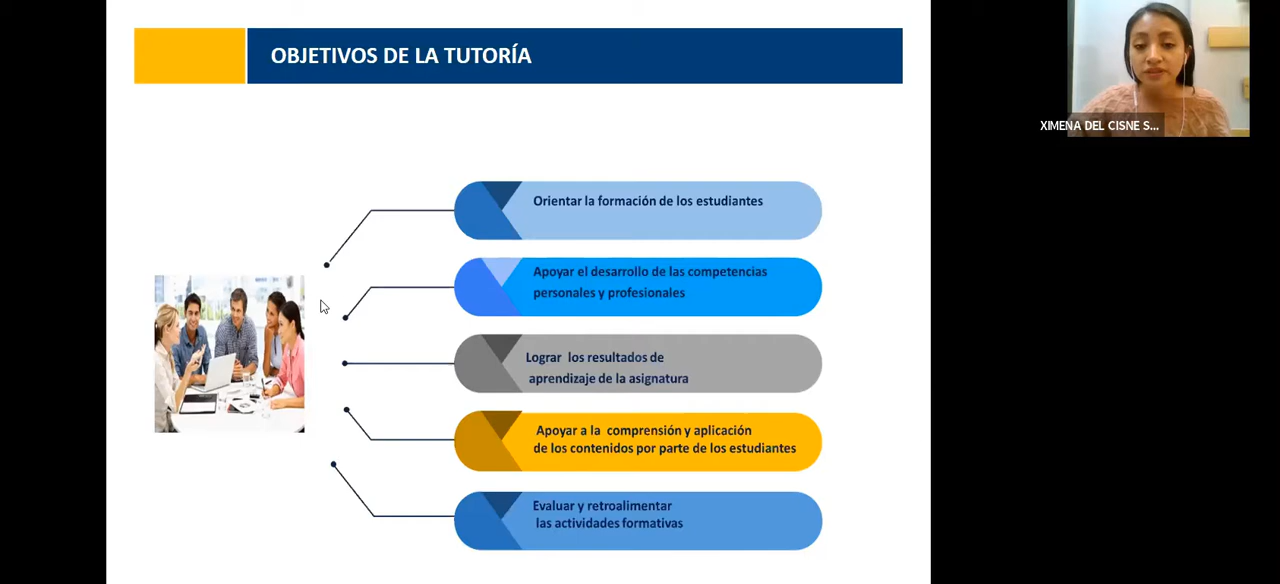 OBJETIVOS DE LA TUTORÍA
XIMENA DEL CISNE S...
Orientar la formación de los estudiantes
Apoyar el desarrollo de las competencias
personales y profesionales
Lograr los resultados de
aprendizaje de la asignatura
Apoyar a la comprensión y aplicación
de los contenidos por parte de los estudiantes
Evaluar y retroalimentar
las actividades formativas